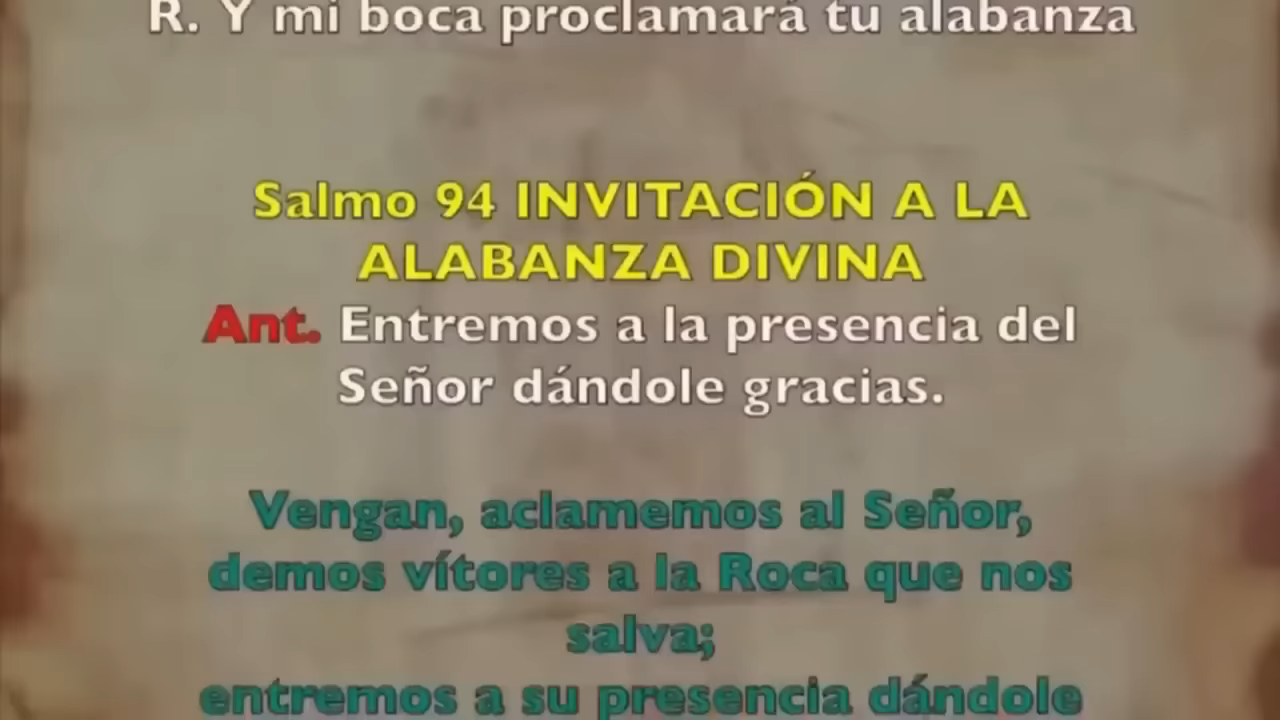 R. Y mi boca proclamará tu alabanza
Salmo 94 INVITACIÓN A LA
ALABANZA DIVINA
Ant. Entremos a la presencia del
Señor dándole gracias.
Vengan, aclamemos al Señor,
demos vítores a la Roca que nos
salva;
entremos a su presencia dándole